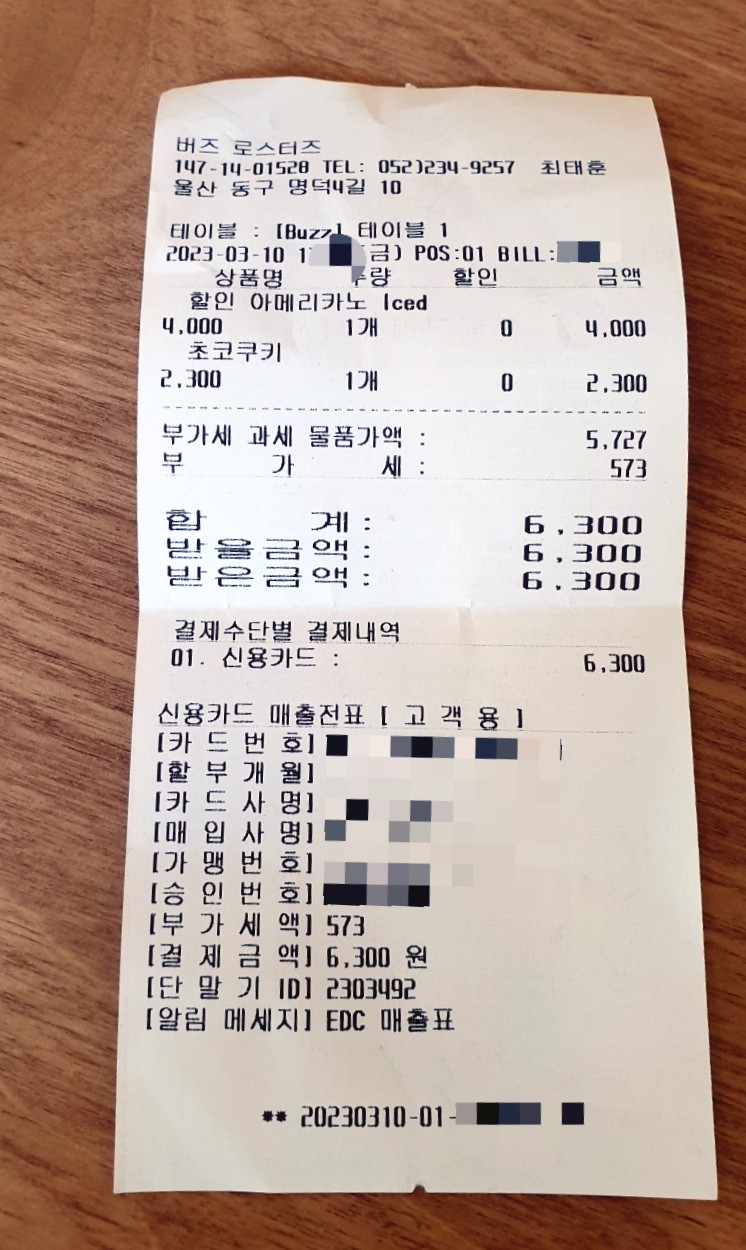 버즈 로스터즈
147-14-01528 TEL: 052)234-9257 최태훈
울산 동구 명덕4길 10
테이블 : [Buzz] 테이블 1
2023-03-10 금) POS:01 BILL:
상품명 할인 금액
할인 아메리카노 Iced
4,000 1개 0 4,000
초코쿠키
2,300 1개 0 2,300
부가세 과세 물품가액 : 5,727
부 가 세 : 573
합 계 : 6,300
받을금액 : 6,300
받은금액 : 6,300
결제수단별 결제내역
01. 신용카드 : 6,300
신용카드 매출전표 [ 고 객 용 ]
[카 드 번 호]
[할 부 개 월]
[카 드 사 명]
[매 입 사 명]
[가 맹 번 호]
[승 인 번 호]
[부 가 세 액] 573
[결 제 금 액] 6,300 원
[단 말 기 ID] 2303492
[알림 메세지] EDC 매출표
** 20230310-01-